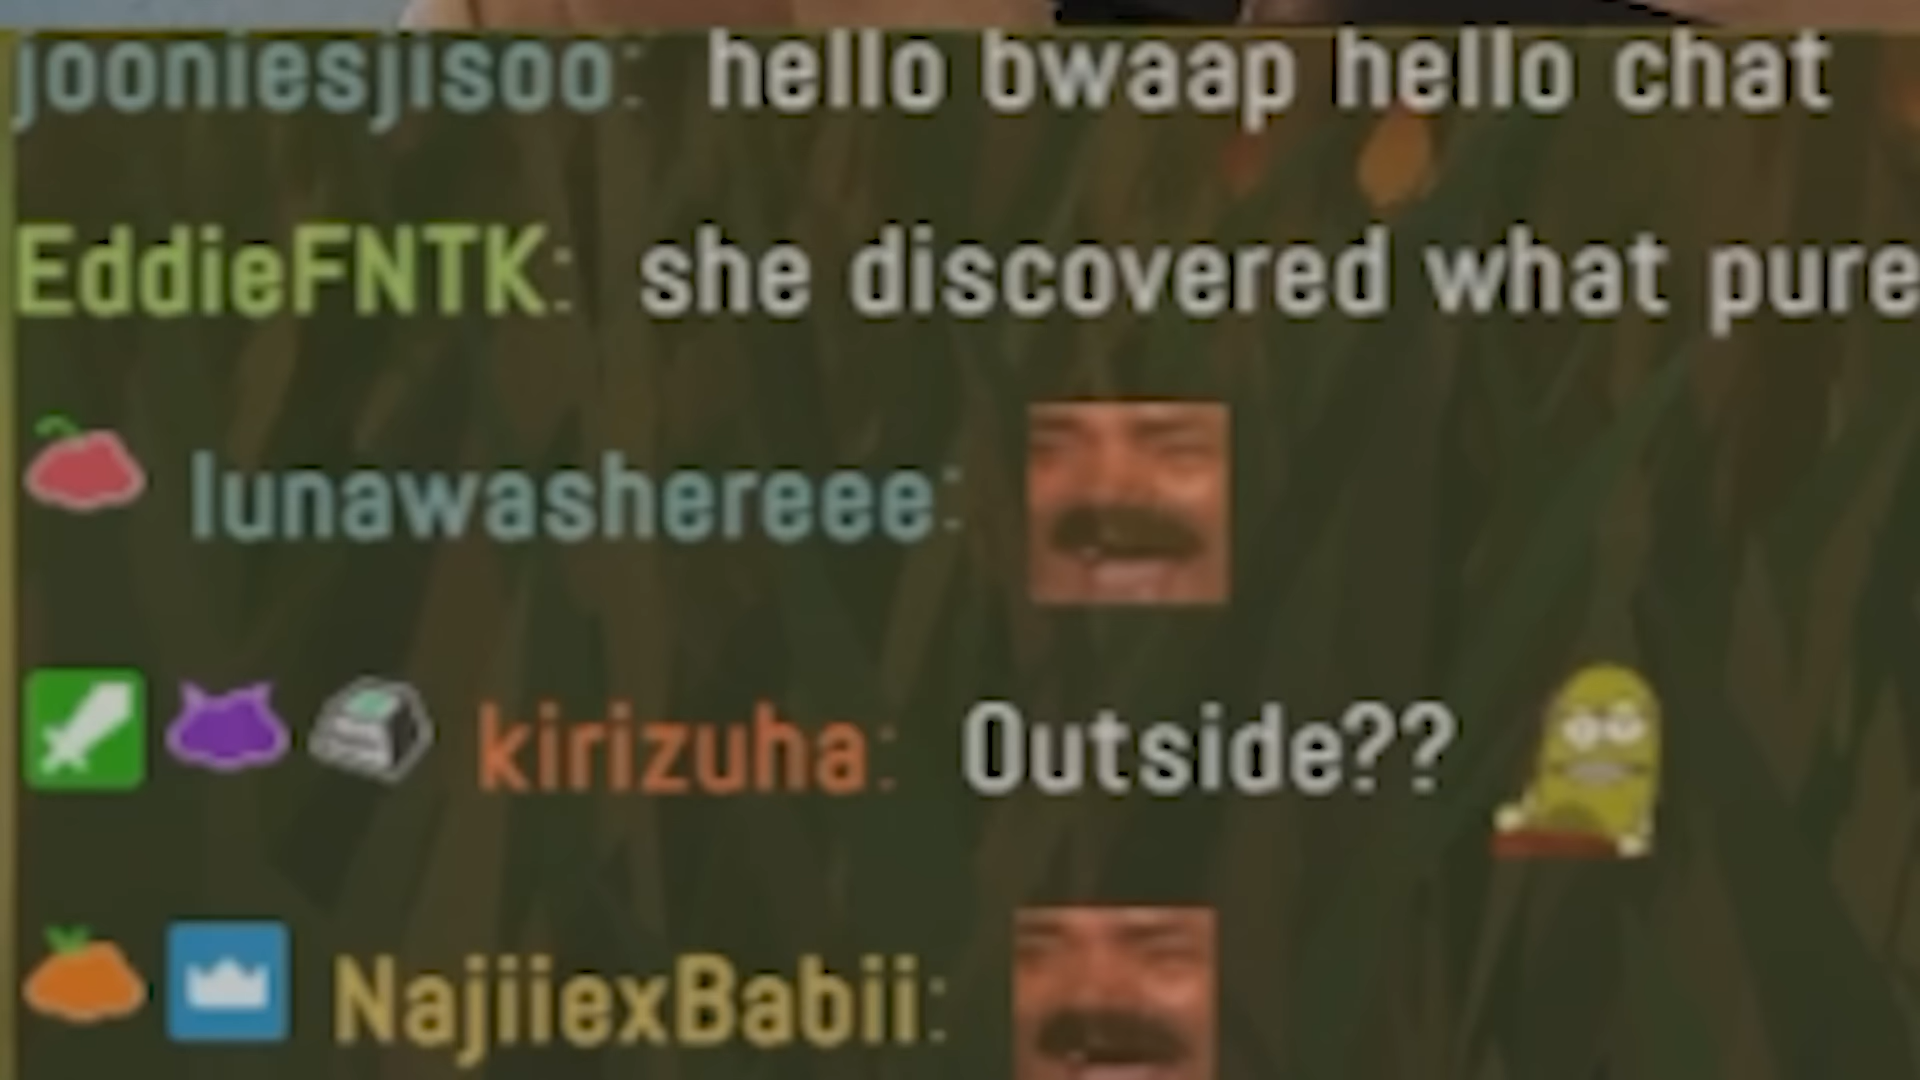 jooniesjisoo: hello bwaap hello chat
EddieFNTK: she discovered what pure
lunawashereee:
kirizuha: Outside??
NajiiexBabii: